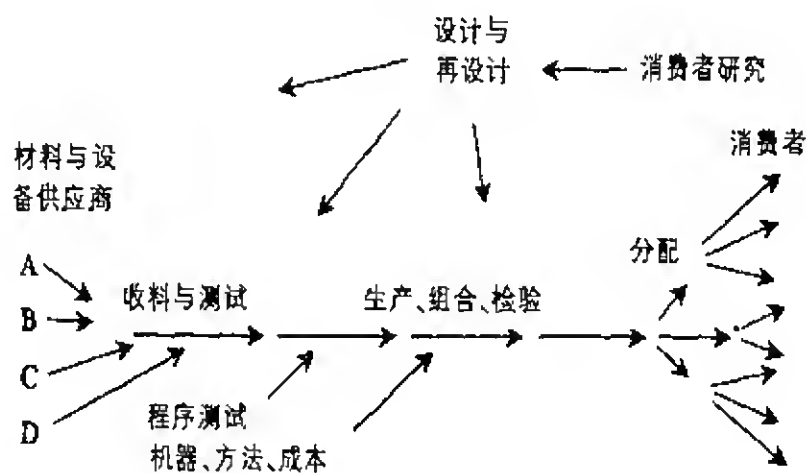 设计与
再设计
消费者研究
消费者
材料与设
备供应商
分配
A
收料与测试
生产、组合、检验
B
C
程序测试
D
机器、方法、成本